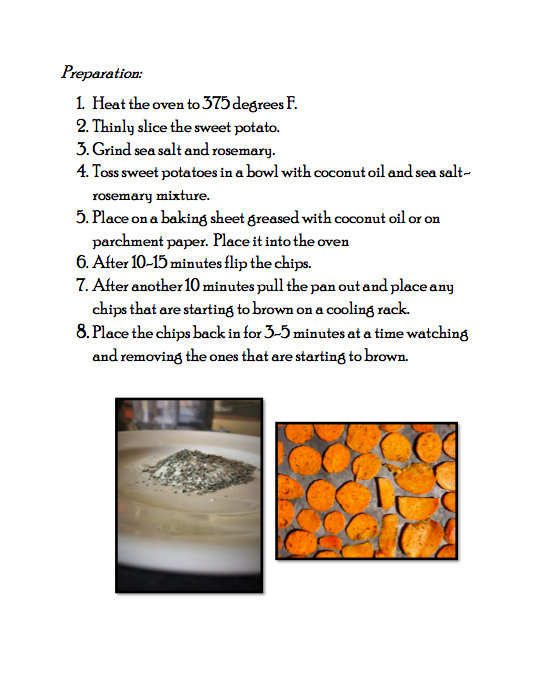 Preparation:
1. Heat the oven to 375 degrees F.
2. Thinly slice the sweet potato.
3. Grind sea salt and rosemary.
4. Toss sweet potatoes in a bowl with coconut oil and sea salt-
rosemary mixture.
5. Place on a baking sheet greased with coconut oil or on
parchment paper. Place it into the oven
6. After 10-15 minutes flip the chips.
7. After another 10 minutes pull the pan out and place any
chips that are starting to brown on a cooling rack.
8. Place the chips back in for 3-5 minutes at a time watching
and removing the ones that are starting to brown.